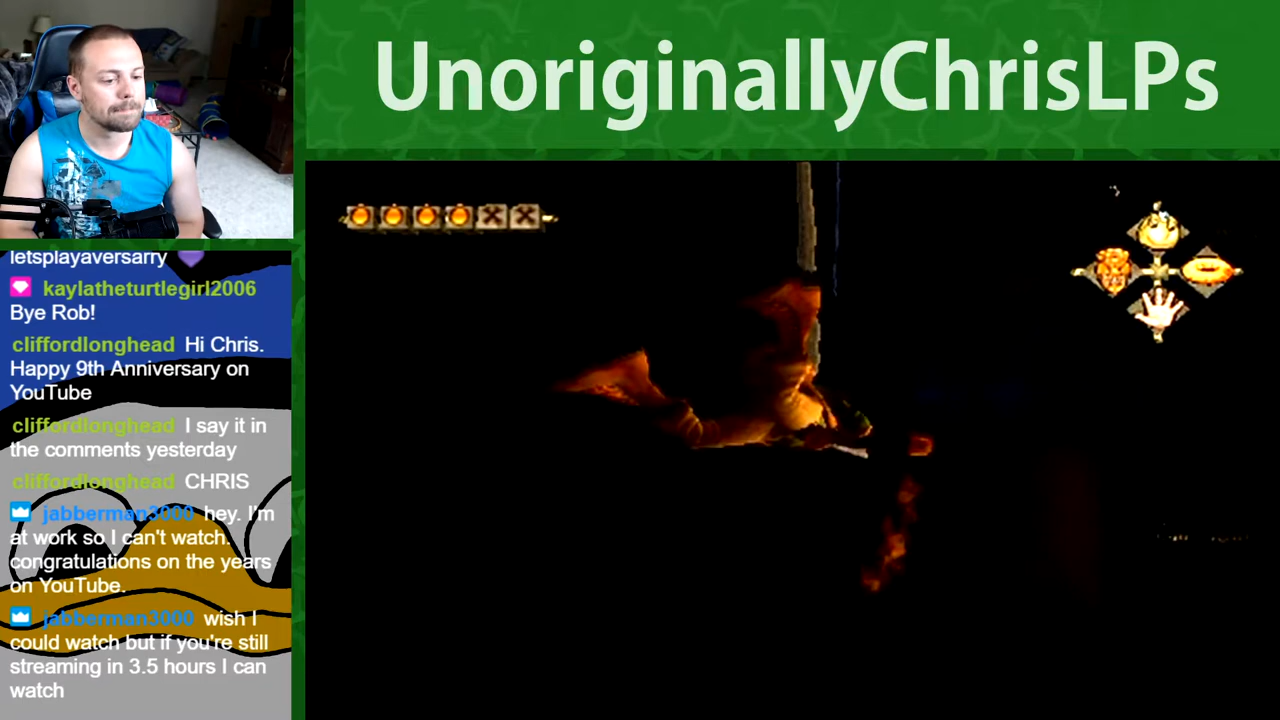 UnoriginallyChrisLPs
letsplayaversarry
kaylatheturtlegirl2006
Bye Rob!
cliffordlonghead Hi Chris.
Happy 9th Anniversary on
YouTube
cliffordlonghead I say it in
the comments yesterday
cliffordlonghead CHRIS
jabberman3000 hey. I'm
at work so I can't watch.
congratulations on the years
on YouTube.
jabberman3000 wish I
could watch but if you're still
streaming in 3.5 hours I can
watch